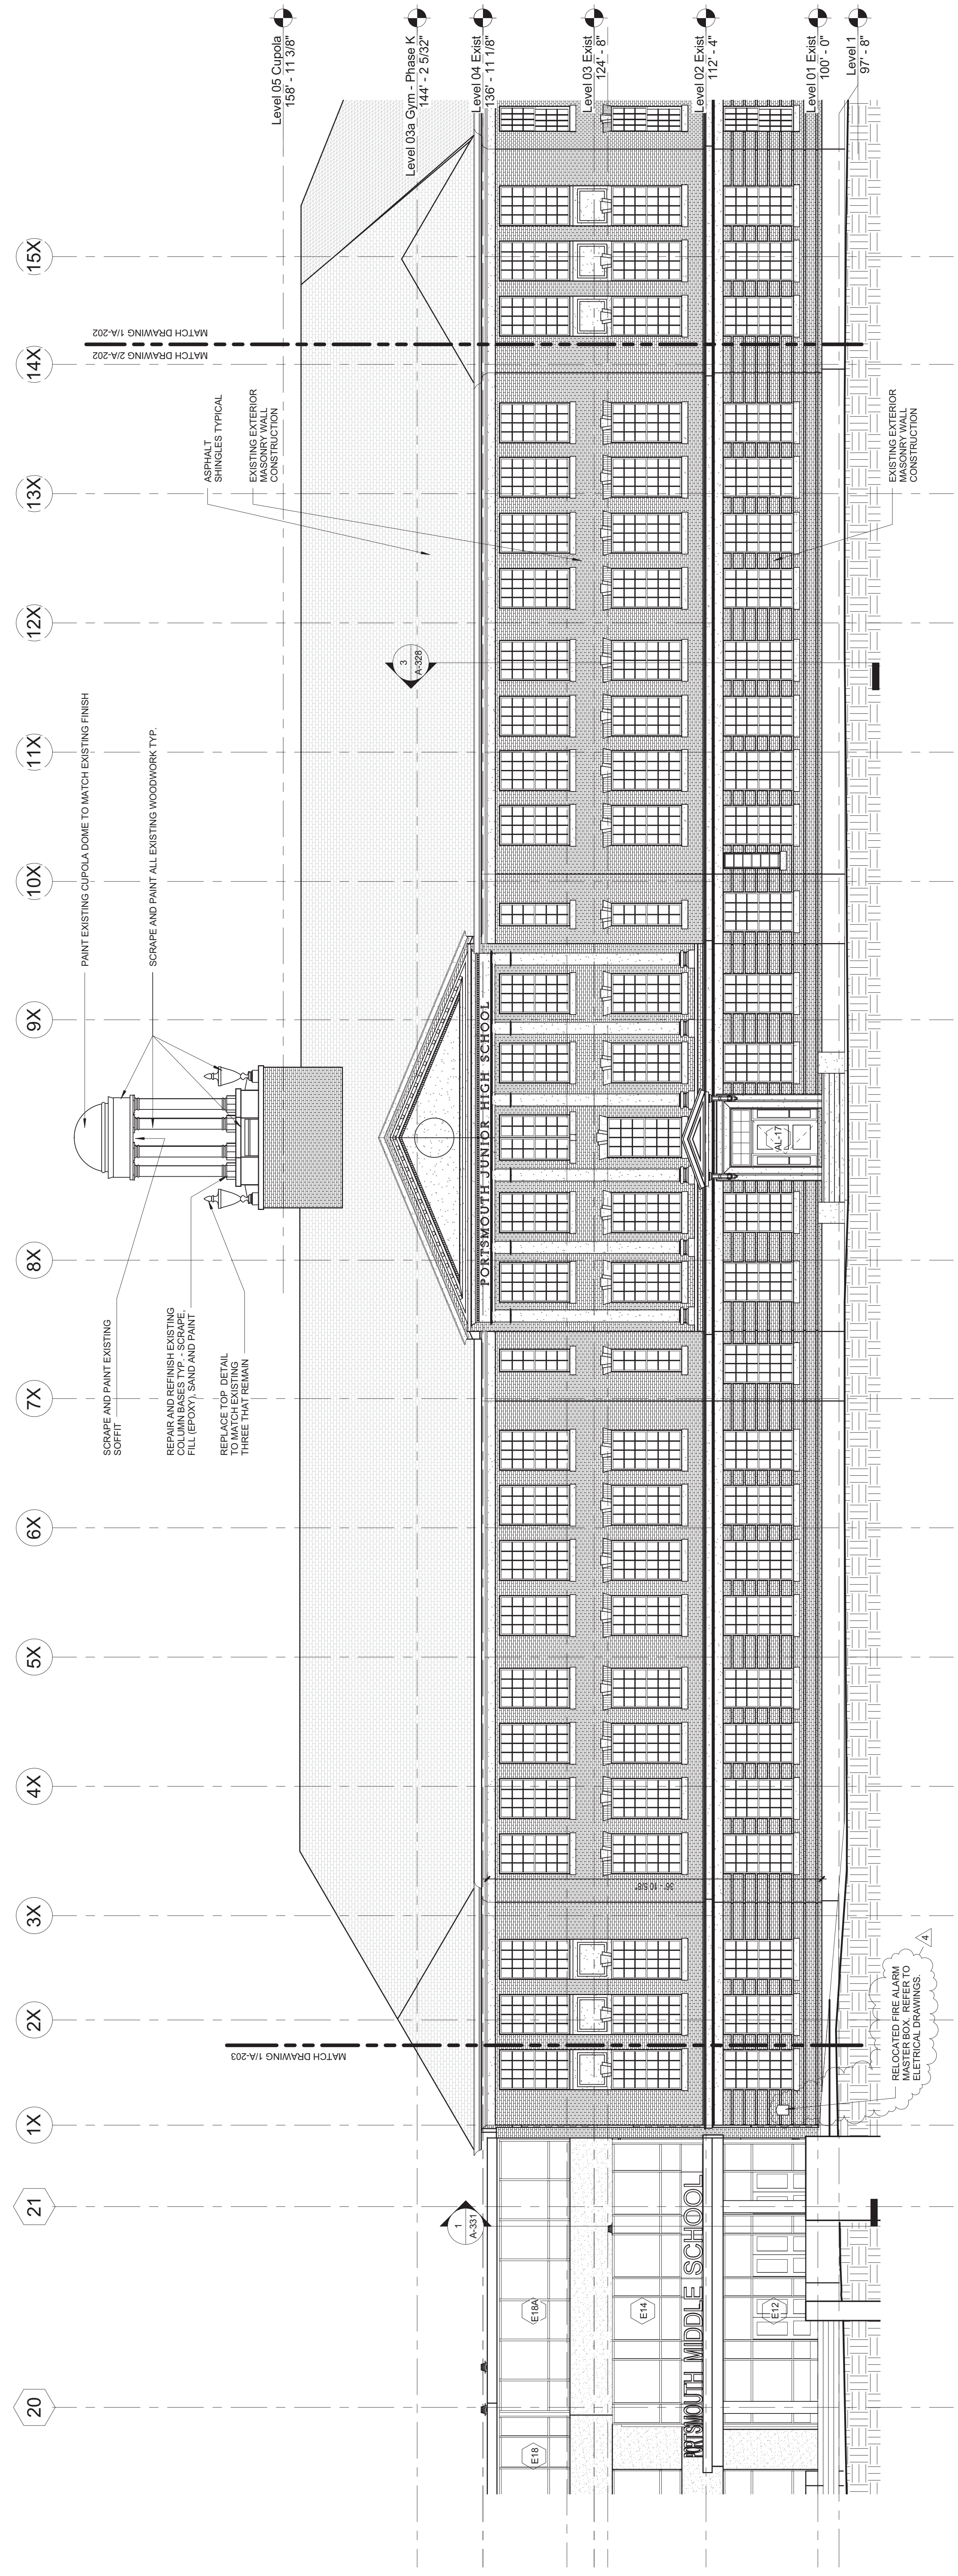 20
21
1X
2X
3X
4X
5X
6X
7X
8X
9X
10X
11X
12X
13X
14X
15X
PAINT EXISTING CUPOLA DOME TO MATCH EXISTING FINISH
SCRAPE AND PAINT ALL EXISTING WOODWORK TYP.
SCRAPE AND PAINT EXISTING
SOFFIT
REPAIR AND REFINISH EXISTING
COLUMN BASES TYP. - SCRAPE,
FILL (EPOXY), SAND AND PAINT
REPLACE TOP DETAIL
TO MATCH EXISTING
THREE THAT REMAIN
ASPHALT
SHINGLES TYPICAL
EXISTING EXTERIOR
MASONRY WALL
CONSTRUCTION
MATCH DRAWING 1/A-203
MATCH DRAWING 2/A-202
MATCH DRAWING 1/A-202
Level 05 Cupola
158' - 11 3/8"
Level 03a Gym - Phase K
144' - 2 5/32"
Level 04 Exist
136' - 11 1/8"
Level 03 Exist
124' - 8"
Level 02 Exist
112' - 4"
Level 01 Exist
100' - 0"
Level 1
97' - 8"
3
A-328
1
A-331
PORTSMOUTH JUNIOR HIGH SCHOOL
PORTSMOUTH MIDDLE SCHOOL
E18
E18A
E14
E12
AL-17
36' - 10 5/8"
EXISTING EXTERIOR
MASONRY WALL
CONSTRUCTION
RELOCATED FIRE ALARM
MASTER BOX. REFER TO
ELETRICAL DRAWINGS.
4